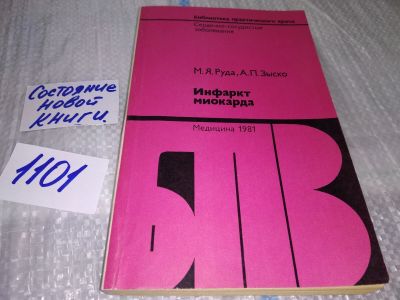 Библиотека практического врача
Сердечно-сосудистые
заболевания
М.Я.Руда, А.П.Зыско
Инфаркт
миокарда
Медицина 1981
БПВ
Состояние
новой
книги.
1101